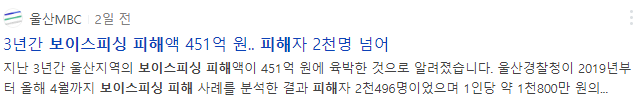 울산MBC 2일 전
3년간 보이스피싱 피해액 451억 원.. 피해자 2천명 넘어
지난 3년간 울산지역의 보이스피싱 피해액이 451억 원에 육박한 것으로 알려졌습니다. 울산경찰청이 2019년부
터 올해 4월까지 보이스피싱 피해 사례를 분석한 결과 피해자 2천496명이었으며 1인당 약 1천800만 원의...